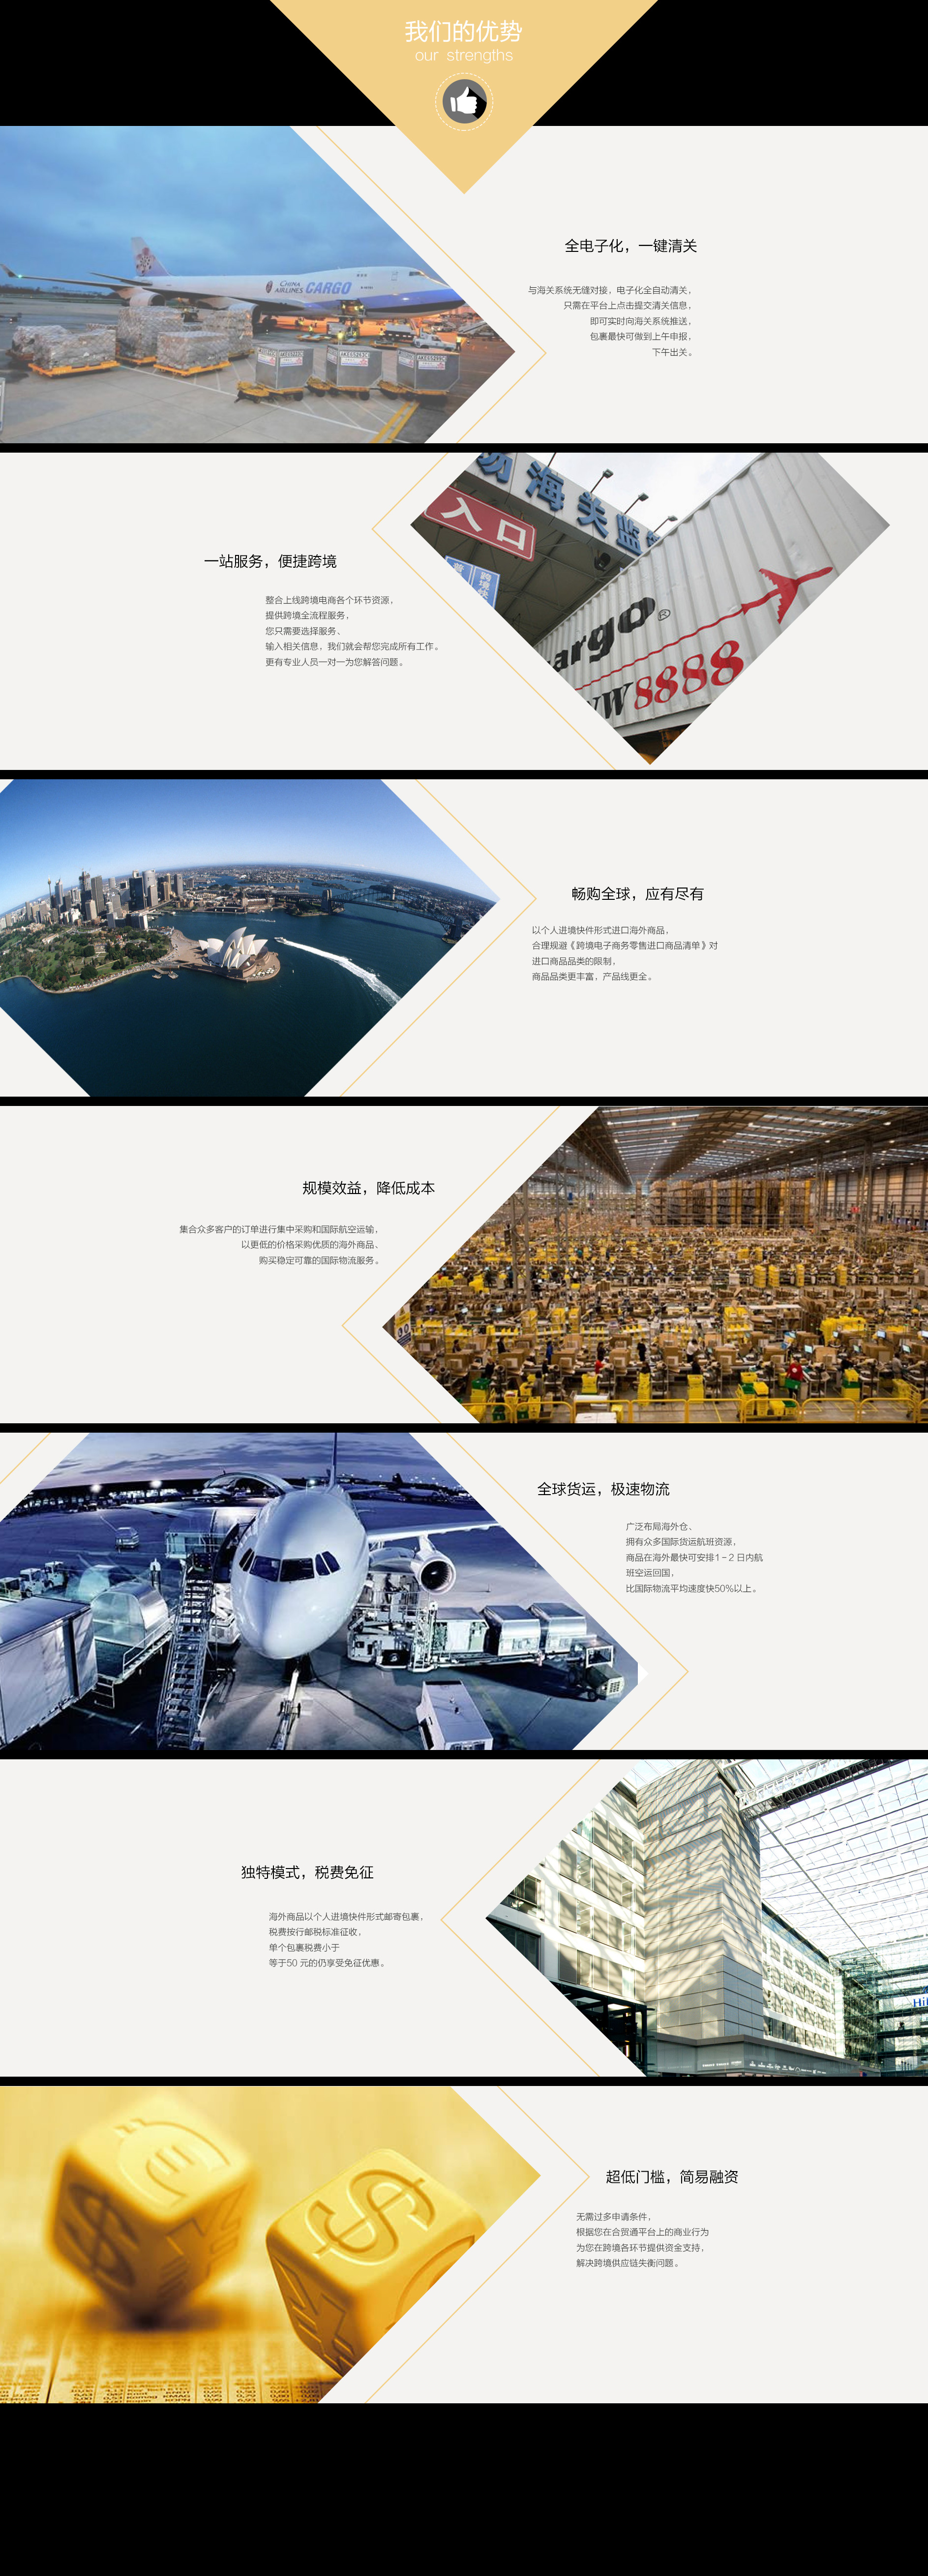 我们的优势
our strengths
CHINA AIRLINES CARGO
全电子化，一键清关
与海关系统无缝对接，电子化全自动清关，
只需在平台上点击提交清关信息，
即可实时向海关系统推送，
包裹最快可做到上午申报，
下午出关。
易海关监
入口
argo
8888
一站服务，便捷跨境
整合上线跨境电商各个环节资源，
提供跨境全流程服务，
您只需要选择服务、
输入相关信息，我们就会帮您完成所有工作。
更有专业人员一对一为您解答问题。
畅购全球，应有尽有
以个人进境快件形式进口海外商品，
合理规避《跨境电子商务零售进口商品清单》对
进口商品品类的限制，
商品品类更丰富，产品线更全。
规模效益，降低成本
集合众多客户的订单进行集中采购和国际航空运输，
以更低的价格采购优质的海外商品、
购买稳定可靠的国际物流服务。
全球货运，极速物流
广泛布局海外仓、
拥有众多国际货运航班资源，
商品在海外最快可安排1-2 日内航
班空运回国，
比国际物流平均速度快50%以上。
独特模式，税费免征
海外商品以个人进境快件形式邮寄包裹，
税费按行邮税标准征收，
单个包裹税费小于
等于50 元的仍享受免征优惠。
Hil
超低门槛，简易融资
无需过多申请条件，
根据您在合贸通平台上的商业行为
为您在跨境各环节提供资金支持，
解决跨境供应链失衡问题。